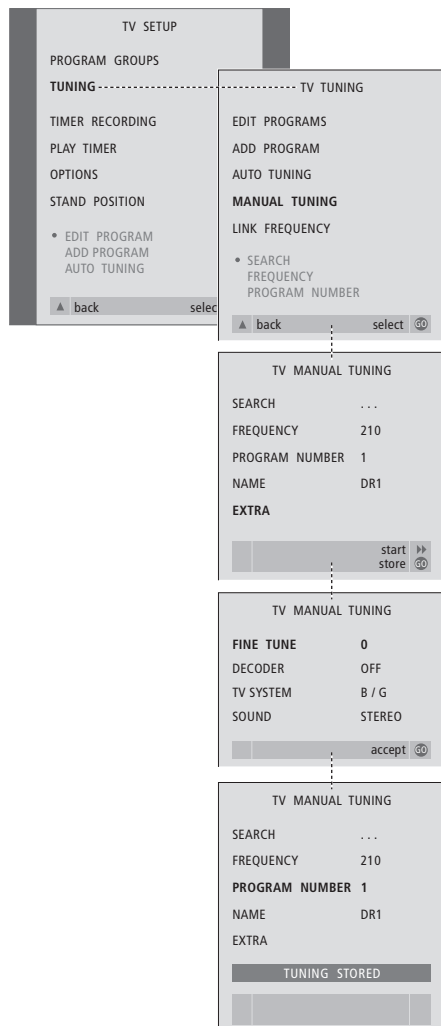 TV SETUP
PROGRAM GROUPS
TUNING
TIMER RECORDING
PLAY TIMER
OPTIONS
STAND POSITION
• EDIT PROGRAM
ADD PROGRAM
AUTO TUNING
▲ back selec
TV TUNING
EDIT PROGRAMS
ADD PROGRAM
AUTO TUNING
MANUAL TUNING
LINK FREQUENCY
• SEARCH
FREQUENCY
PROGRAM NUMBER
▲ back select GO
TV MANUAL TUNING
SEARCH ...
FREQUENCY 210
PROGRAM NUMBER 1
NAME DR1
EXTRA
start
store GO
TV MANUAL TUNING
FINE TUNE 0
DECODER OFF
TV SYSTEM B / G
SOUND STEREO
accept GO
TV MANUAL TUNING
SEARCH ...
FREQUENCY 210
PROGRAM NUMBER 1
NAME DR1
EXTRA
TUNING STORED